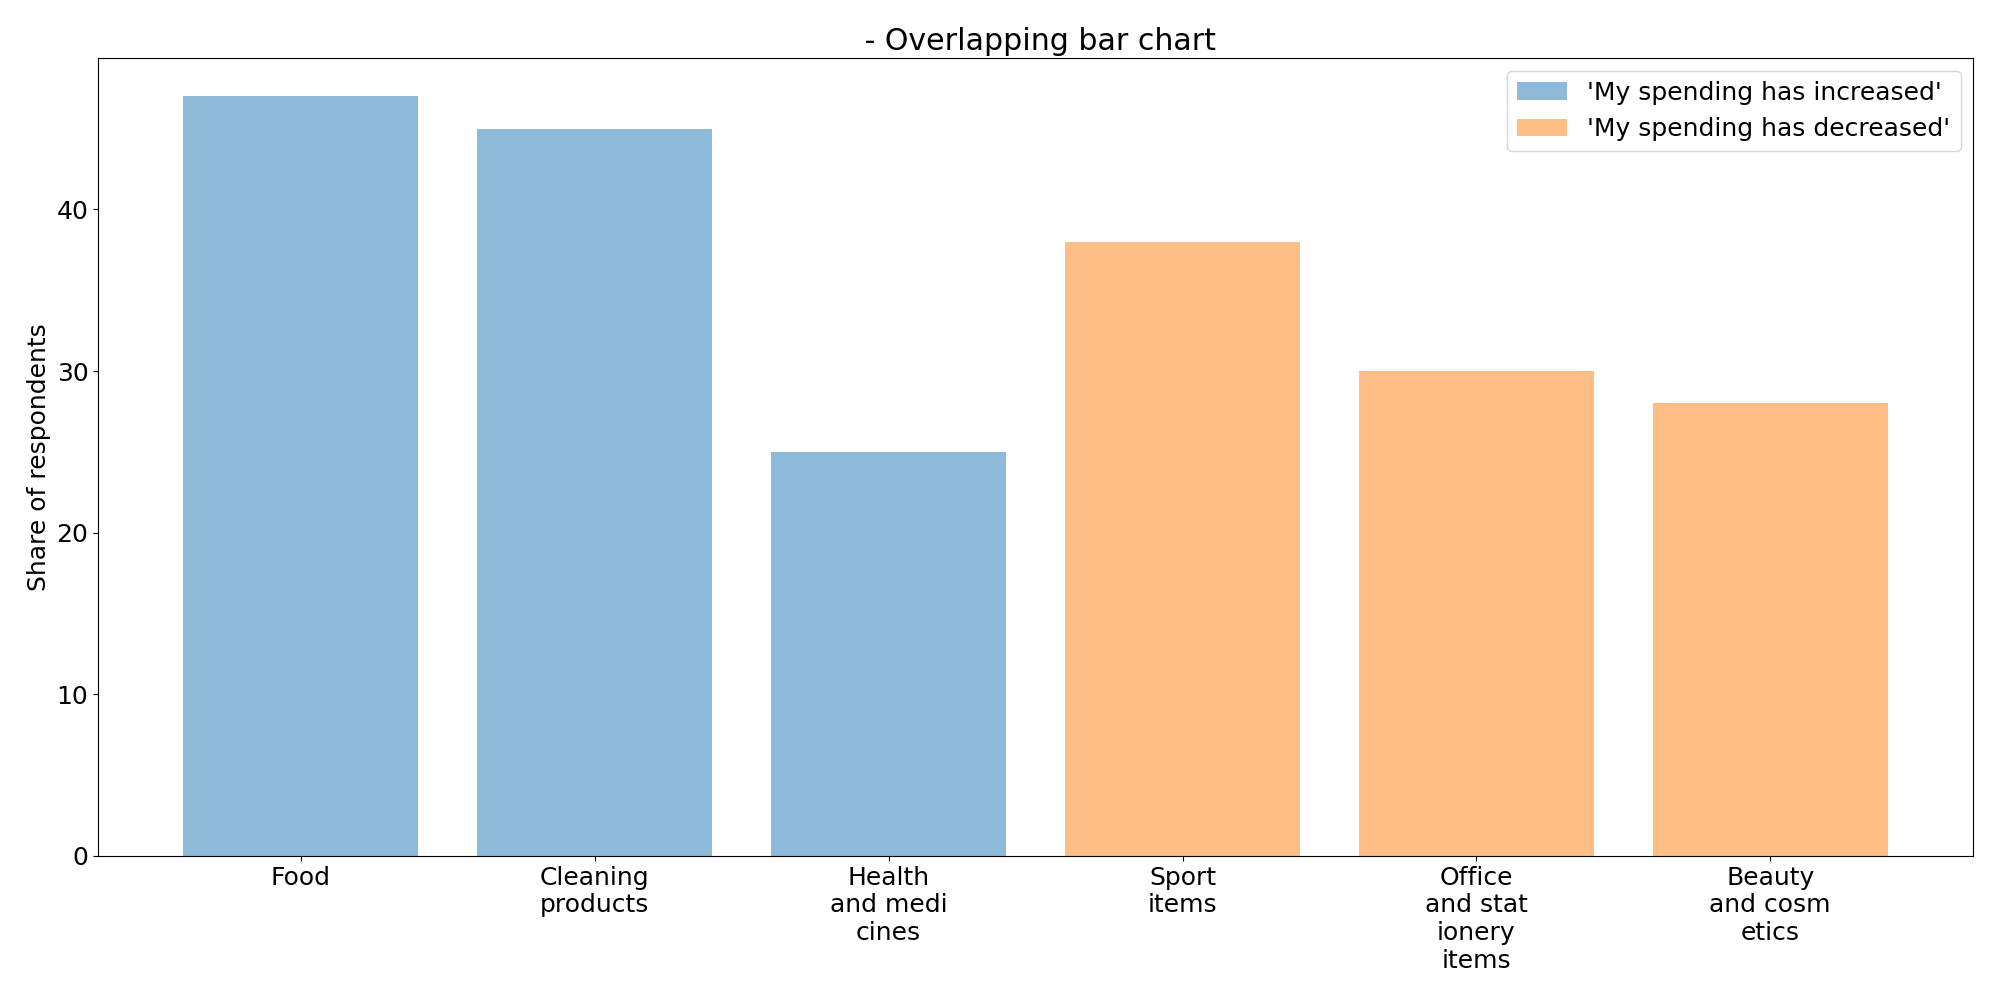 - Overlapping bar chart
'My spending has increased'
'My spending has decreased'
Share of respondents
40
30
20
10
0
Food
Cleaning
products
Health
and medi
cines
Sport
items
Office
and stat
ionery
items
Beauty
and cosm
etics